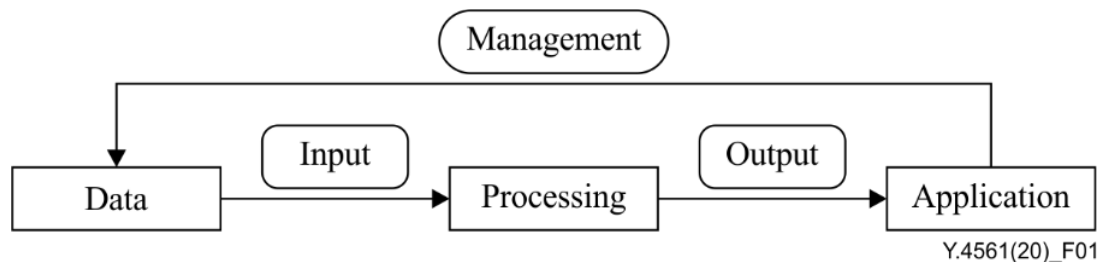 Management
Input
Output
Data
Processing
Application
Y.4561(20)_F01